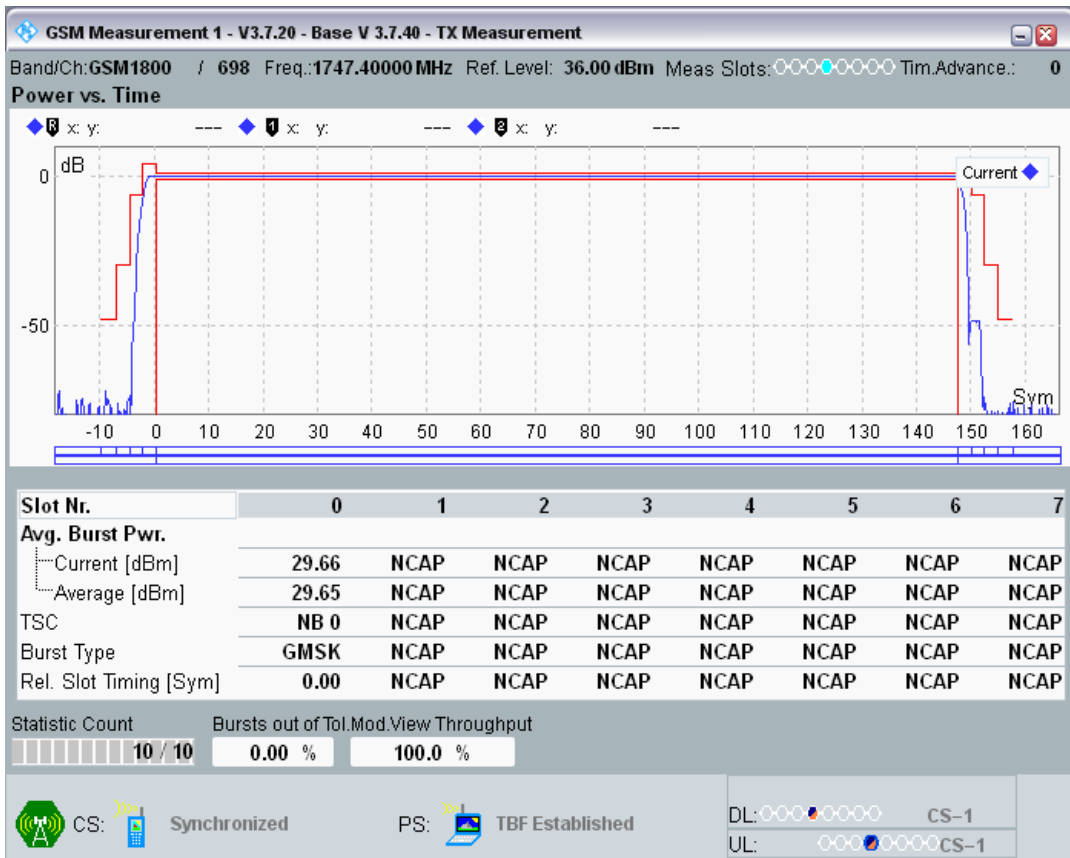 GSM Measurement 1 - V3.7.20 - Base V 3.7.40 - TX Measurement
Band/Ch:GSM1800 / 698 Freq.:1747.40000 MHz Ref. Level: 36.00 dBm Meas Slots: Tim.Advance.: 0
Power vs. Time
R x: y: --- 1 x: y: --- 2 x: y: ---
dB
Current
0
-50
Sym
-10 0 10 20 30 40 50 60 70 80 90 100 110 120 130 140 150 160
Slot Nr. 0 1 2 3 4 5 6 7
Avg. Burst Pwr.
Current [dBm] 29.66 NCAP NCAP NCAP NCAP NCAP NCAP NCAP
Average [dBm] 29.65 NCAP NCAP NCAP NCAP NCAP NCAP NCAP
TSC NB 0 NCAP NCAP NCAP NCAP NCAP NCAP NCAP
Burst Type GMSK NCAP NCAP NCAP NCAP NCAP NCAP NCAP
Rel. Slot Timing [Sym] 0.00 NCAP NCAP NCAP NCAP NCAP NCAP NCAP
Statistic Count Bursts out of Tol.Mod.View Throughput
10 / 10 0.00 % 100.0 %
CS: Synchronized PS: TBF Established
DL: CS-1
UL: CS-1